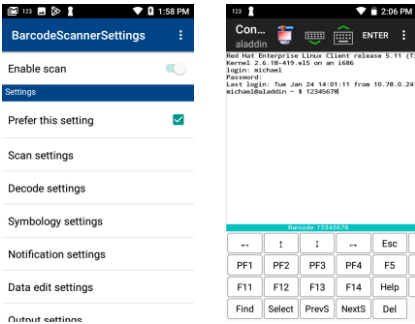 123
1:58 PM
BarcodeScannerSettings
Enable scan
Settings
Prefer this setting
Scan settings
Decode settings
Symbology settings
Notification settings
Data edit settings
Output settings
123
2:06 PM
Con...
aladdin
ENTER
Red Hat Enterprise Linux Client release 5.11 (T
Kernel 2.6.18-419.el5 on an i686
login: michael
Password:
Last login: Tue Jan 24 14:01:11 from 10.78.0.24
michael@aladdin ~ $ 12345678
Barcode: 12345678
Esc
PF1 PF2 PF3 PF4 F5
F11 F12 F13 F14 Help
Find Select PrevS NextS Del